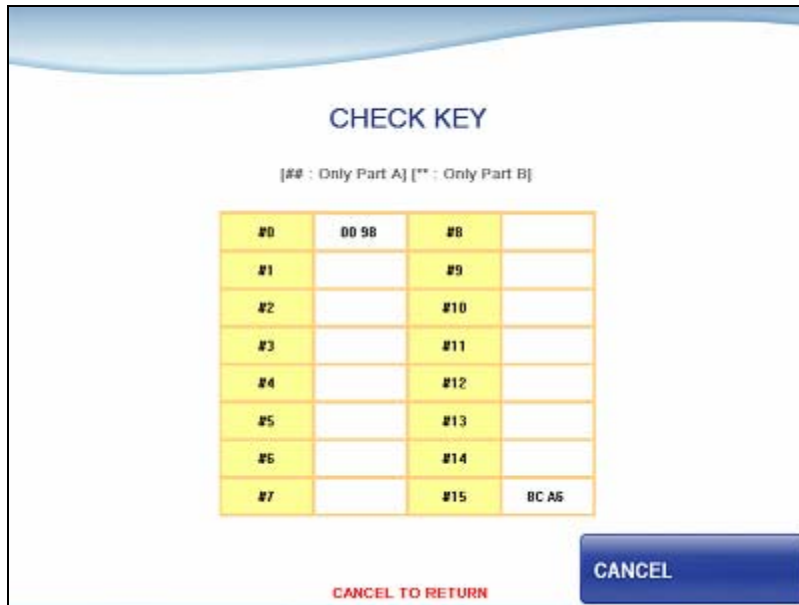 CHECK KEY
[## : Only Part A] [** : Only Part B]
#0 00 98 #8
#1 #9
#2 #10
#3 #11
#4 #12
#5 #13
#6 #14
#7 #15 8C A6
CANCEL
CANCEL TO RETURN